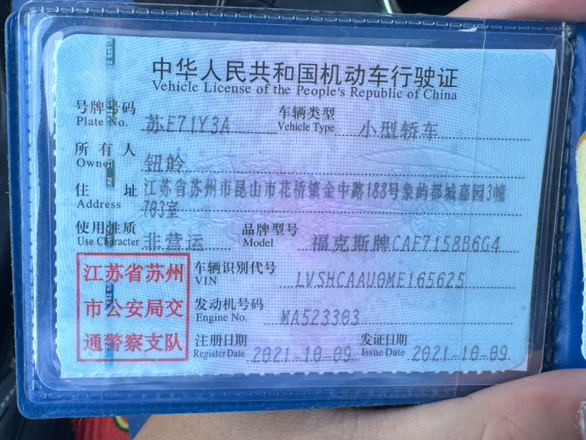 中华人民共和国机动车行驶证
Vehicle License of the People's Republic of China
号牌号码 Plate No. 苏E71Y3A 车辆类型 Vehicle Type 小型轿车
所有人 Owner 钮龄
住址 Address 江苏省苏州市昆山市花桥镇金中路188号象屿都城嘉园3幢
703室
使用性质 Use Character 非营运 品牌型号 Model 福克斯牌CAF7158B6G4
江苏省苏州
市公安局交
通警察支队
车辆识别代号 VIN LVSHCAAU0ME165625
发动机号码 Engine No. MA523303
注册日期 Register Date 2021-10-09 发证日期 Issue Date 2021-10-09